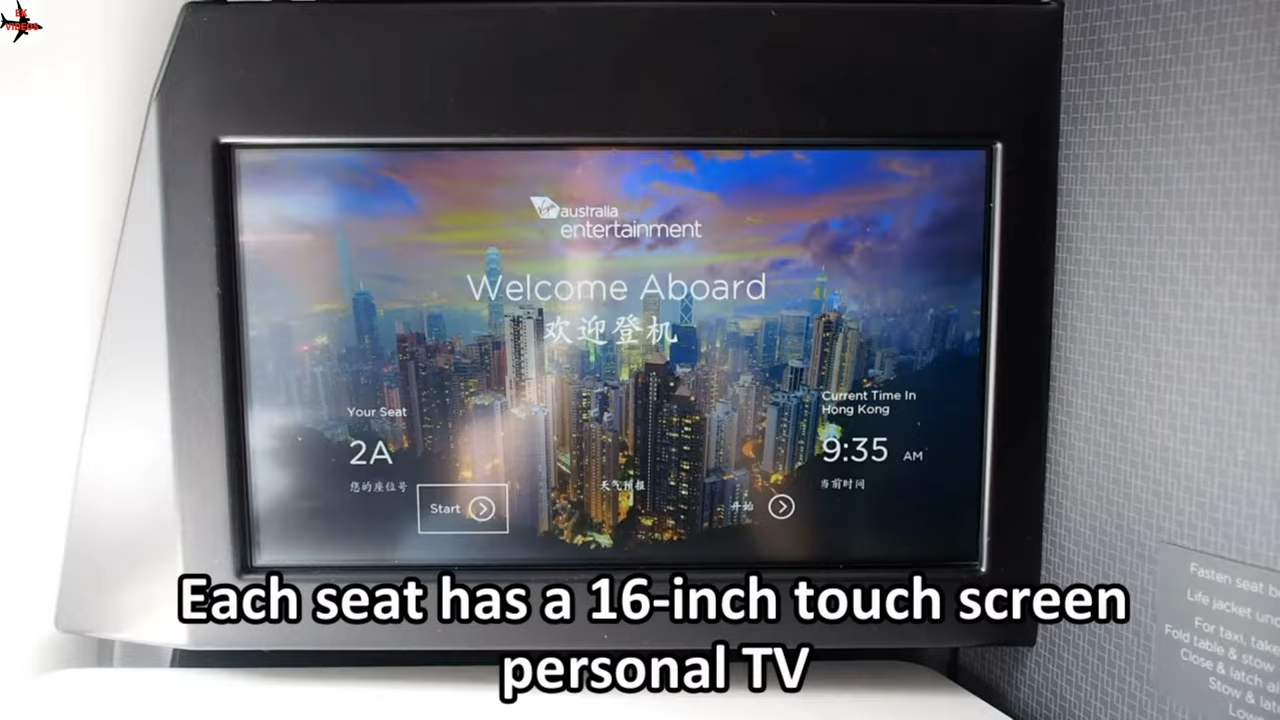 BK
VIDEOS
australia
entertainment
Welcome Aboard
欢迎登机
Your Seat
2A
您的座位号
Start
天气预报
开始
Current Time In
Hong Kong
9:35 AM
当前时间
Fasten seat
Life jacket
For taxi, take
Fold table & stow
Close & latch
Stow &
Each seat has a 16-inch touch screen
personal TV